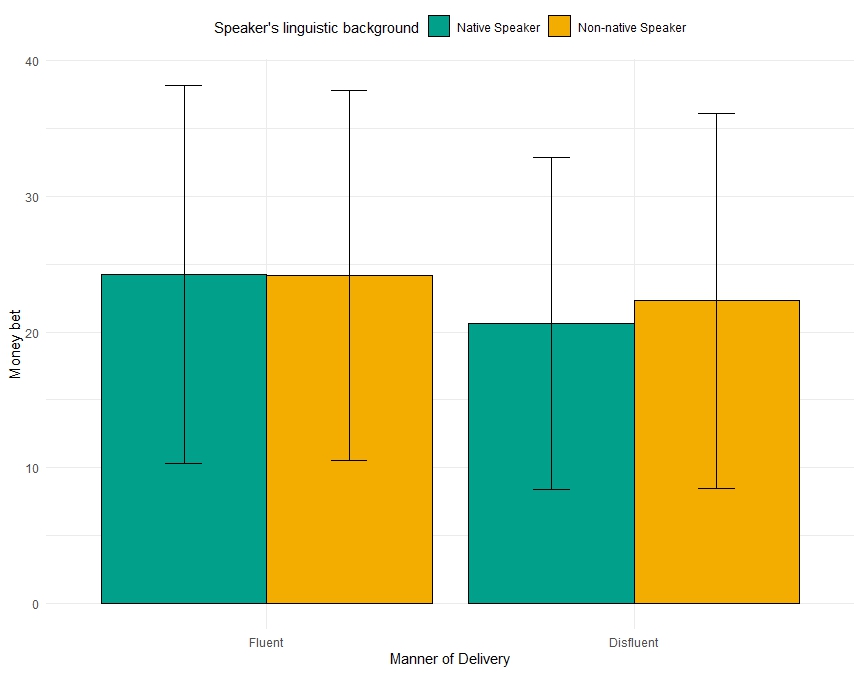 Speaker's linguistic background Native Speaker Non-native Speaker
40
30
20
10
0
Money bet
Fluent Disfluent
Manner of Delivery